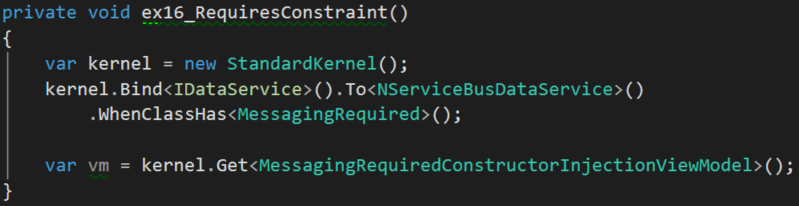 private void ex16_RequiresConstraint()
{
var kernel = new StandardKernel();
kernel.Bind<IDataService>().To<NServiceBusDataService>()
.WhenClassHas<MessagingRequired>();
var vm = kernel.Get<MessagingRequiredConstructorInjectionViewModel>();
}